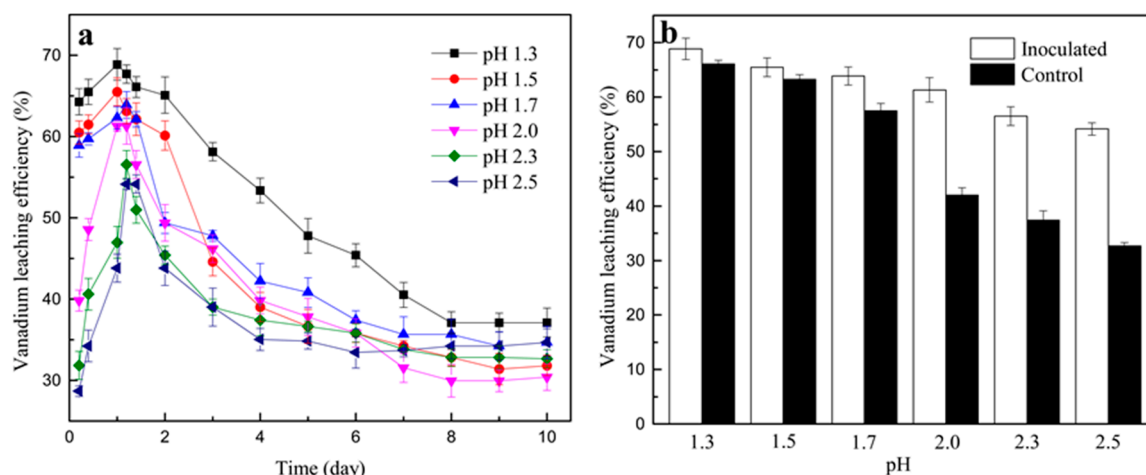 a
pH 1.3
pH 1.5
pH 1.7
pH 2.0
pH 2.3
pH 2.5
Vanadium leaching efficiency (%)
70
60
50
40
30
0 2 4 6 8 10
Time (day)
b
Inoculated
Control
Vanadium leaching efficiency (%)
70
60
50
40
30
20
10
0
1.3 1.5 1.7 2.0 2.3 2.5
pH